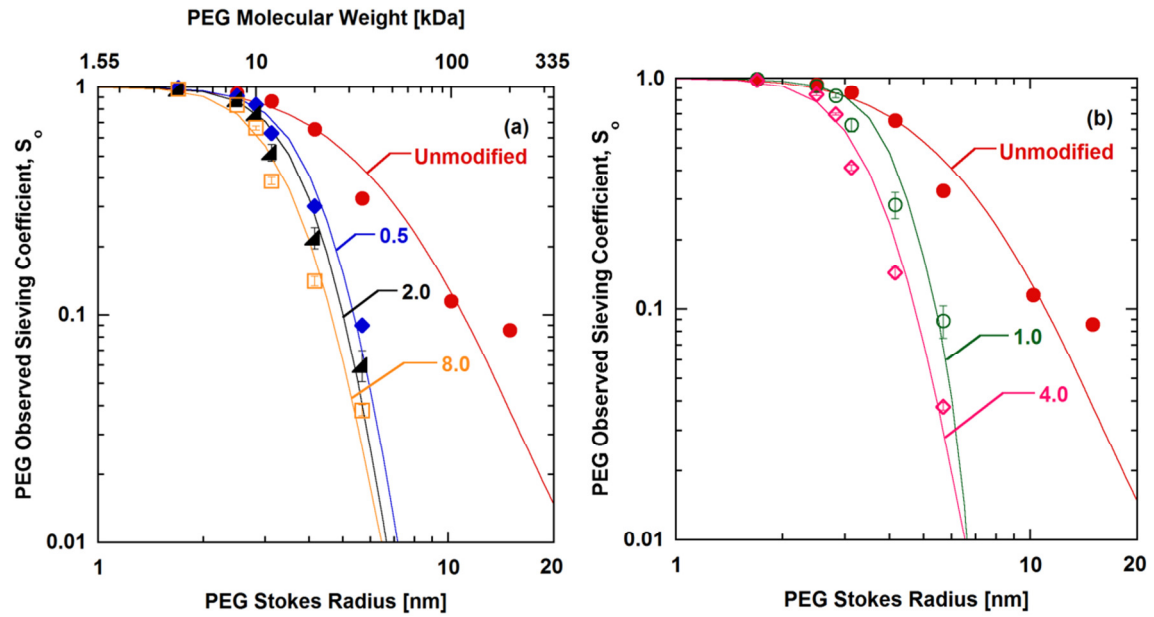 PEG Molecular Weight [kDa]
1.55 10 100 335
1
0.1
0.01
PEG Observed Sieving Coefficient, So
(a)
Unmodified
0.5
2.0
8.0
1 10 20
PEG Stokes Radius [nm]
1.0
0.1
0.01
PEG Observed Sieving Coefficient, So
(b)
Unmodified
1.0
4.0
1 10 20
PEG Stokes Radius [nm]